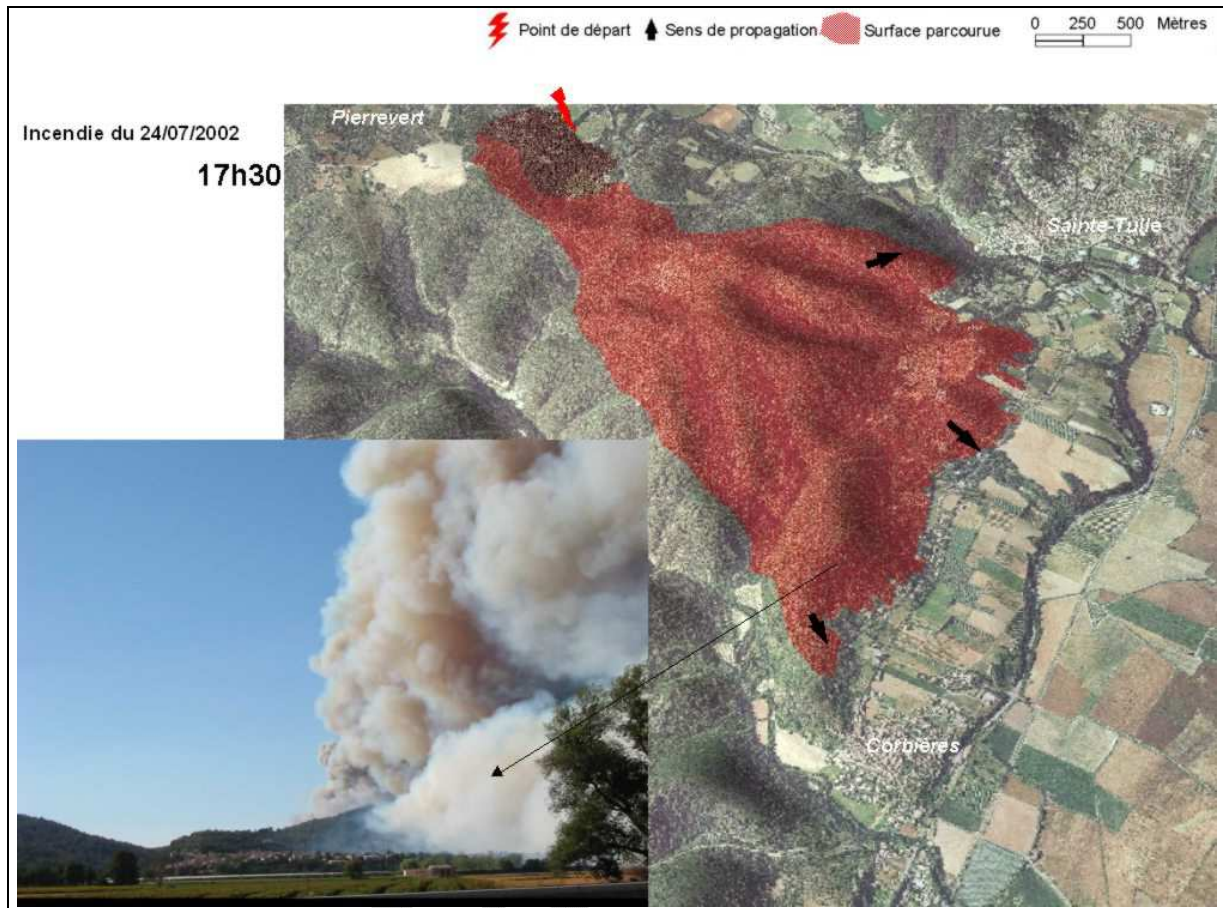 Point de départ Sens de propagation Surface parcourue 0 250 500 Mètres
Incendie du 24/07/2002
17h30
Pierrevert
Sainte-Tulle
Corbières